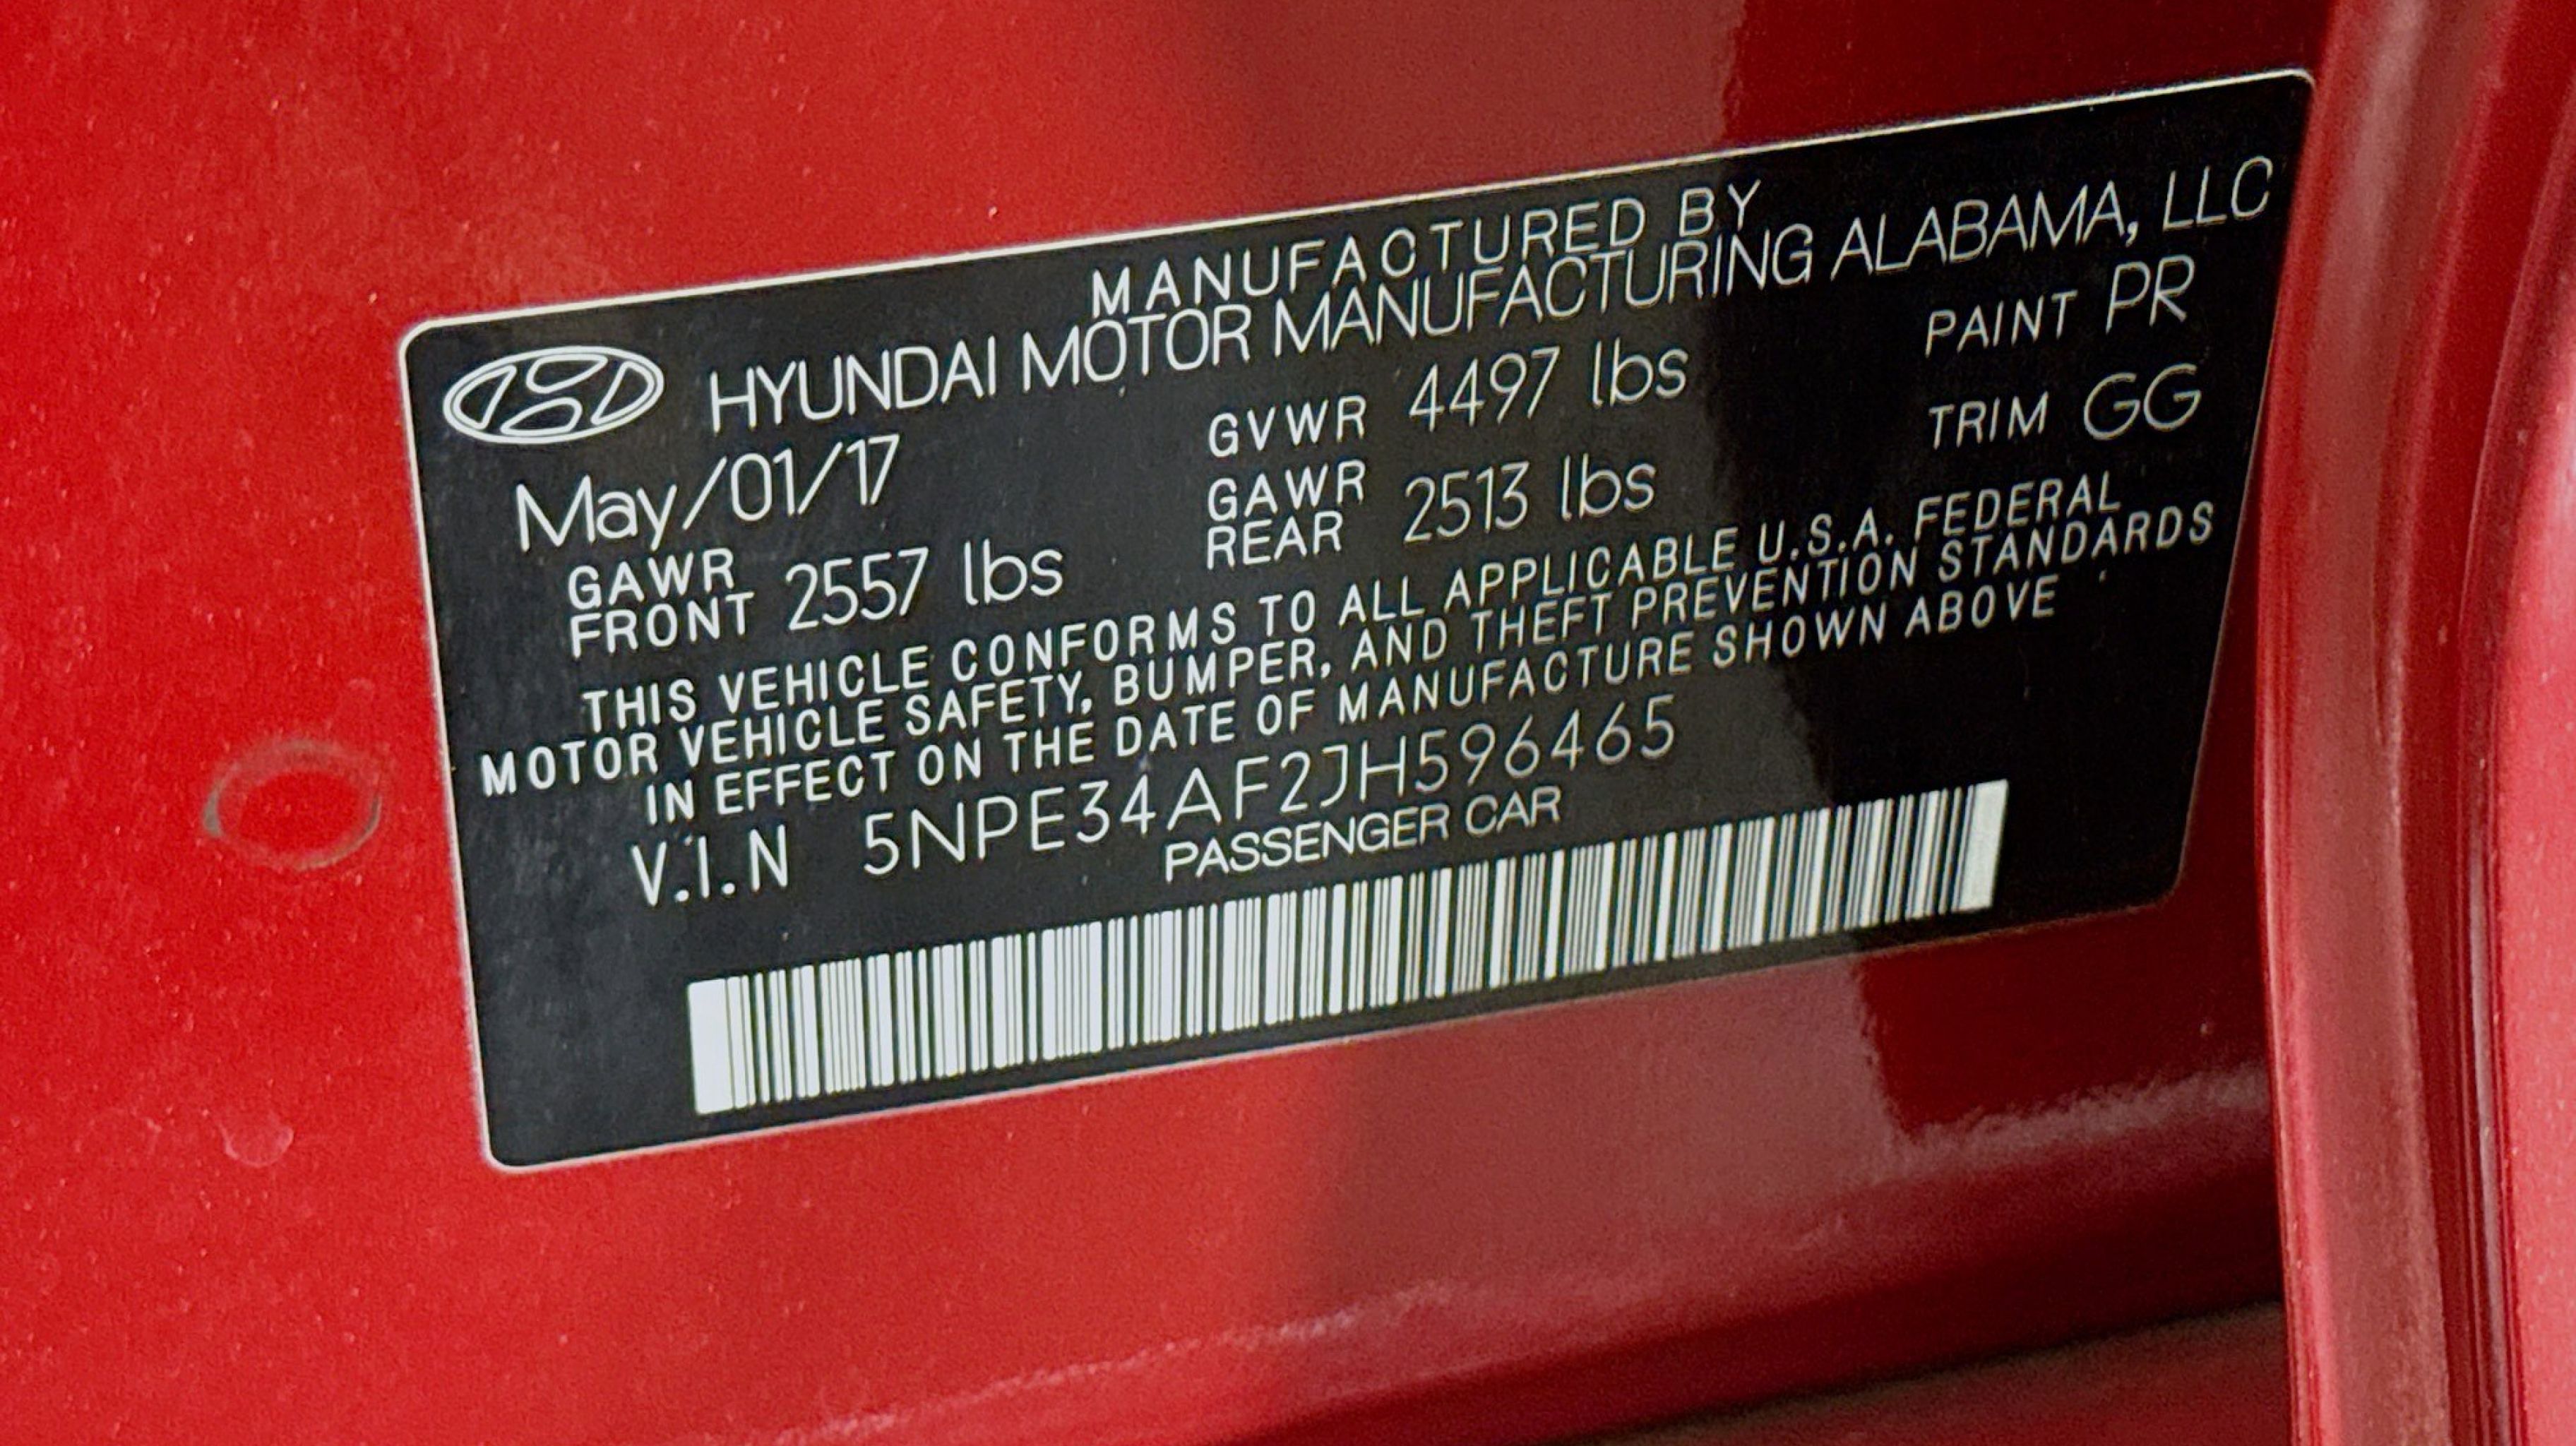 MANUFACTURED BY
HYUNDAI MOTOR MANUFACTURING ALABAMA, LLC
May/01/17 GVWR 4497 lbs PAINT PR
GAWR FRONT 2557 lbs GAWR REAR 2513 lbs TRIM GG
THIS VEHICLE CONFORMS TO ALL APPLICABLE U.S.A. FEDERAL
MOTOR VEHICLE SAFETY, BUMPER, AND THEFT PREVENTION STANDARDS
IN EFFECT ON THE DATE OF MANUFACTURE SHOWN ABOVE
V.I.N 5NPE34AF2JH596465
PASSENGER CAR